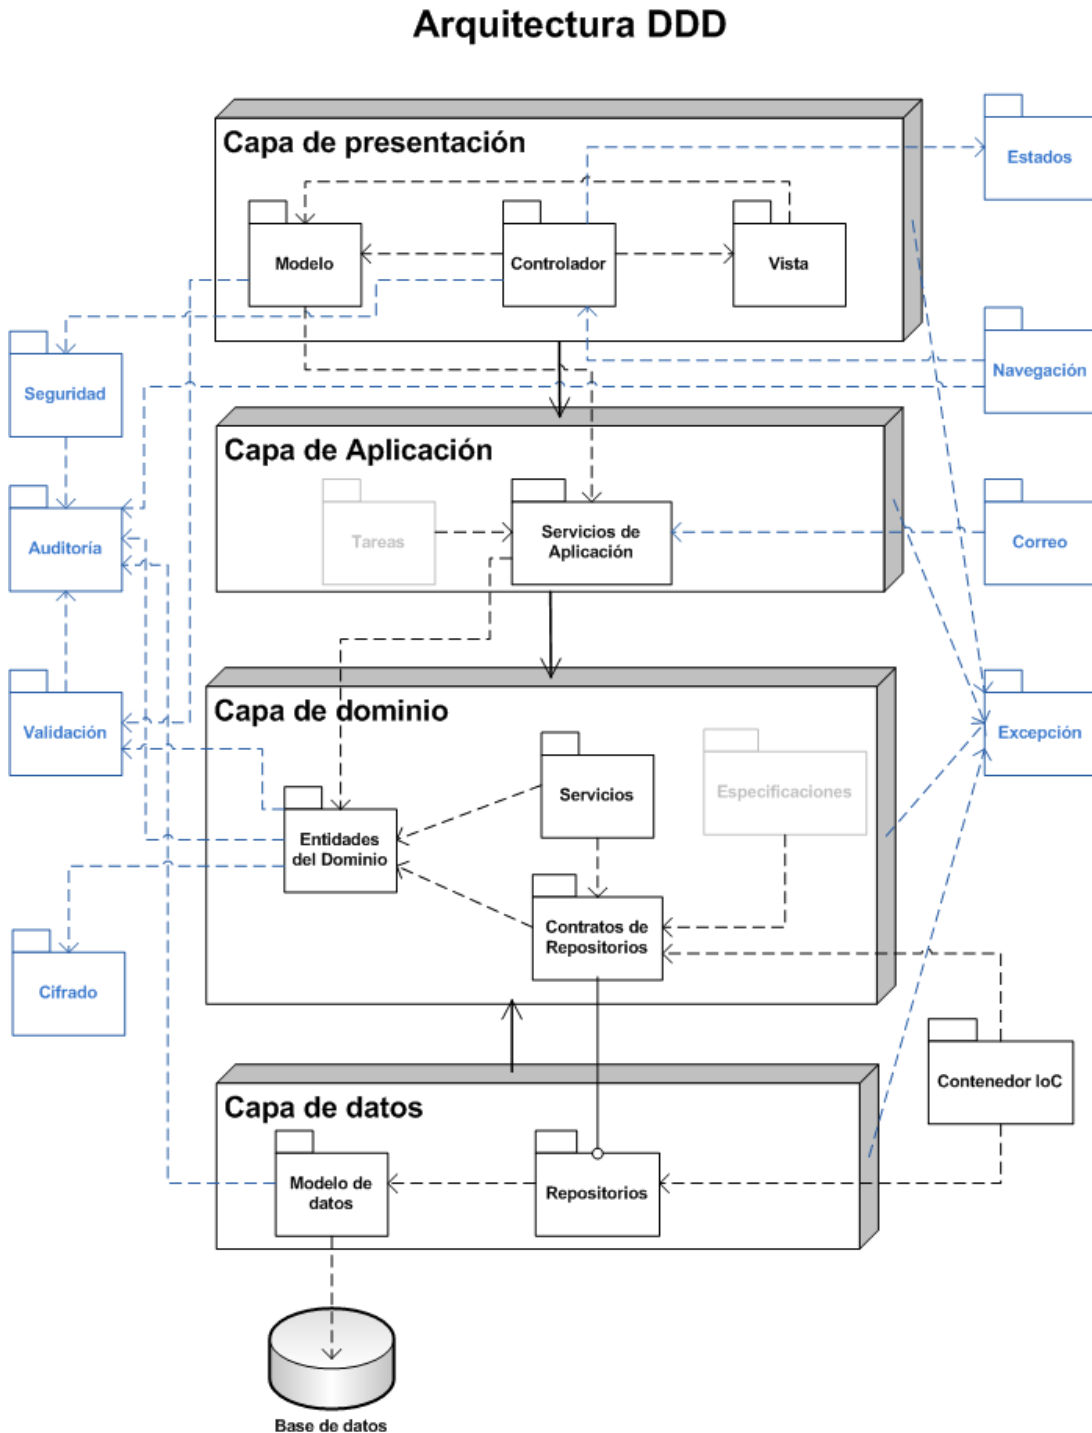 Arquitectura DDD
Capa de presentación
Estados
Modelo
Controlador
Vista
Seguridad
Navegación
Capa de Aplicación
Tareas
Servicios de
Aplicación
Auditoría
Correo
Capa de dominio
Validación
Excepción
Servicios
Especificaciones
Entidades
del Dominio
Contratos de
Repositorios
Cifrado
Contenedor IoC
Capa de datos
Modelo de
datos
Repositorios
Base de datos